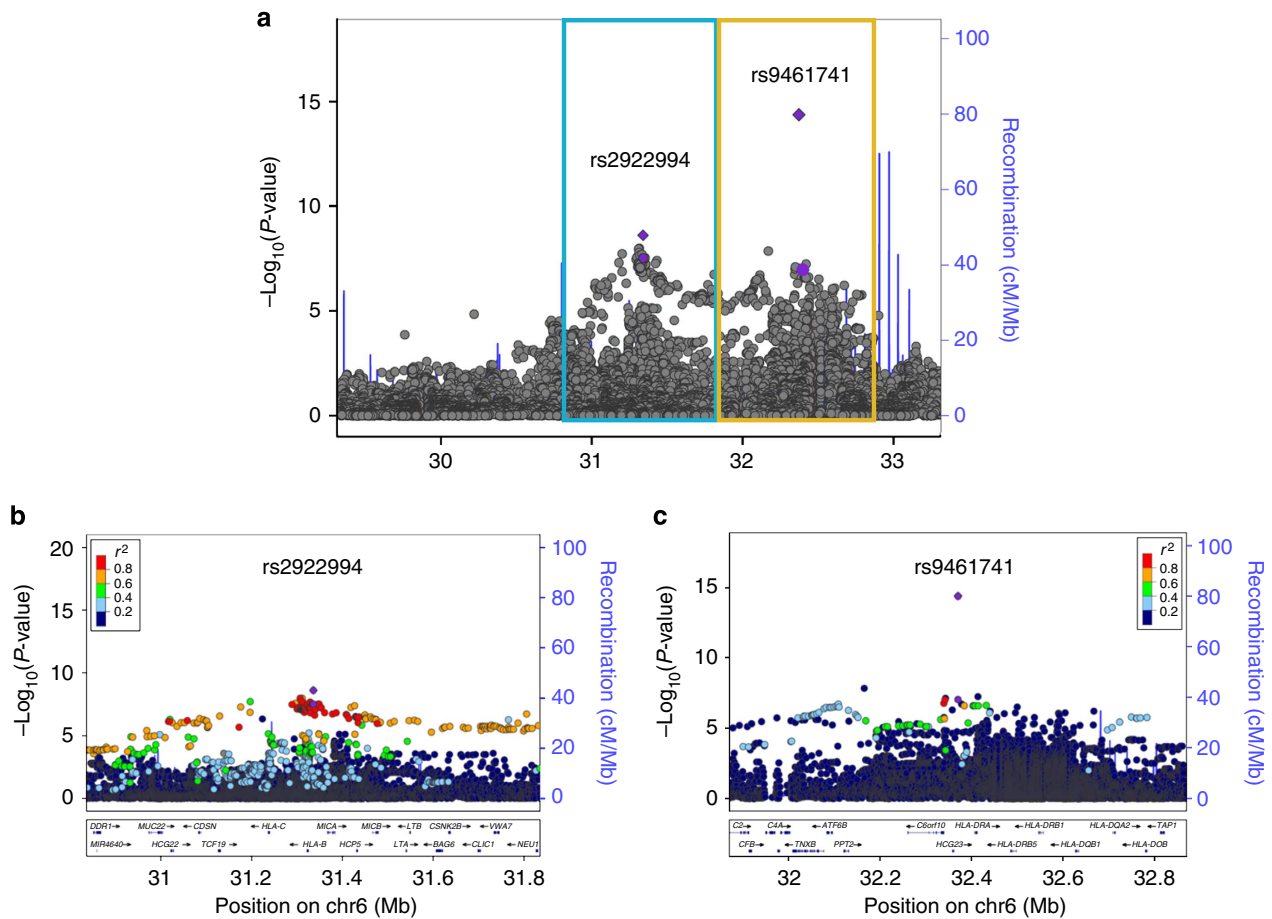 a
rs9461741
rs2922994
–Log10(P-value)
15
10
5
0
100
80
60
40
20
0
Recombination (cM/Mb)
30 31 32 33
b
rs2922994
r2
0.8
0.6
0.4
0.2
–Log10(P-value)
20
15
10
5
0
100
80
60
40
20
0
Recombination (cM/Mb)
DDR1→ MUC22→ ←CDSN ←HLA-C MICA→ MICB→ ←LTB CSNK2B→ ←VWA7
MIR4640→ HCG22→ TCF19→ ←HLA-B HCP5→ LTA→ ←BAG6 ←CLIC1 ←NEU1
31 31.2 31.4 31.6 31.8
Position on chr6 (Mb)
c
rs9461741
r2
0.8
0.6
0.4
0.2
–Log10(P-value)
15
10
5
0
100
80
60
40
20
0
Recombination (cM/Mb)
C2→ C4A→ ←ATF6B C6orf10 HLA-DRA→ ←HLA-DRB1 HLA-DQA2→ ←TAP1
CFB→ ←TNXB PPT2→ HCG23→ ←HLA-DRB5 ←HLA-DQB1 ←HLA-DOB
32 32.2 32.4 32.6 32.8
Position on chr6 (Mb)